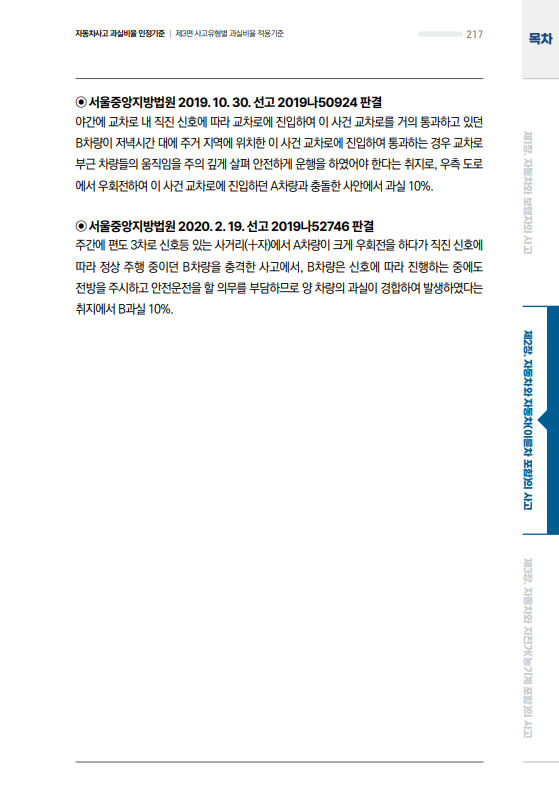 자동차사고 과실비율 인정기준 | 제3편 사고유형별 과실비율 적용기준
217
목차
◉ 서울중앙지방법원 2019. 10. 30. 선고 2019나50924 판결
야간에 교차로 내 직진 신호에 따라 교차로에 진입하여 이 사건 교차로를 거의 통과하고 있던
B차량이 저녁시간 대에 주거 지역에 위치한 이 사건 교차로에 진입하여 통과하는 경우 교차로
부근 차량들의 움직임을 주의 깊게 살펴 안전하게 운행을 하였어야 한다는 취지로, 우측 도로
에서 우회전하여 이 사건 교차로에 진입하던 A차량과 충돌한 사안에서 과실 10%.
◉ 서울중앙지방법원 2020. 2. 19. 선고 2019나52746 판결
주간에 편도 3차로 신호등 있는 사거리(十자)에서 A차량이 크게 우회전을 하다가 직진 신호에
따라 정상 주행 중이던 B차량을 충격한 사고에서, B차량은 신호에 따라 진행하는 중에도
전방을 주시하고 안전운전을 할 의무를 부담하므로 양 차량의 과실이 경합하여 발생하였다는
취지에서 B과실 10%.
제1장. 자동차와 보행자의 사고
제2장. 자동차와 자동차(이륜차 포함)의 사고
제3장. 자동차와 자전거(농기계 포함)의 사고